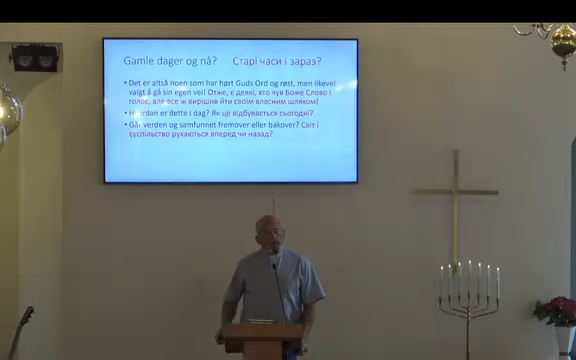 Gamle dager og nå? Старі часи і зараз?
• Det er altså noen som har hørt Guds Ord og røst, men likevel
valgt å gå sin egen vei! Отже, є деякі, хто чув Боже Слово і
голос, але все ж вирішив йти своїм власним шляхом!
• Hvordan er dette i dag? Як це відбувається сьогодні?
• Går verden og samfunnet fremover eller bakover? Світ і
суспільство рухаються вперед чи назад?